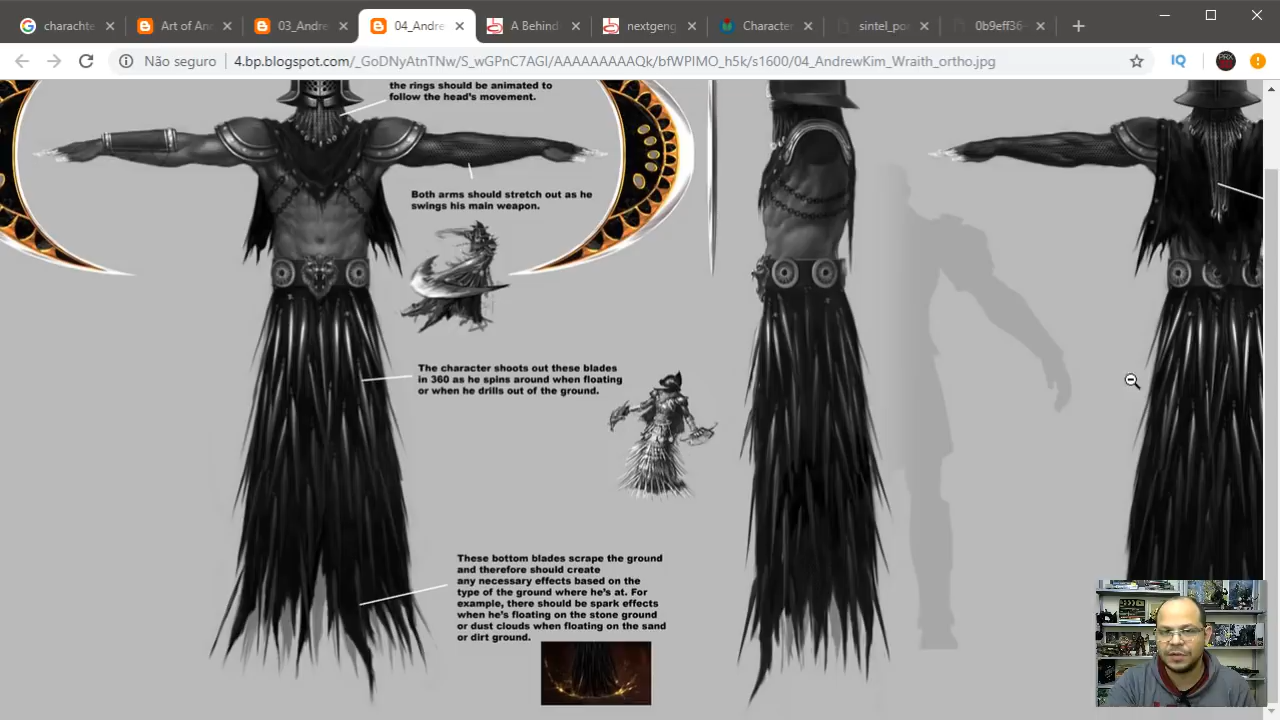 charachte
Art of An
03_Andre
04_Andre
A Behind
nextgeng
Character
sintel_po
0b9eff36-
Não seguro
4.bp.blogspot.com/_GoDNyAtnTNw/S_wGPnC7AGI/AAAAAAAAAQk/bfWPIMO_h5k/s1600/04_AndrewKim_Wraith_ortho.jpg
IQ
the rings should be animated to
follow the head's movement.
Both arms should stretch out as he
swings his main weapon.
The character shoots out these blades
in 360 as he spins around when floating
or when he drills out of the ground.
These bottom blades scrape the ground
and therefore should create
any necessary effects based on the
type of the ground where he's at. For
example, there should be spark effects
when he's floating on the stone ground
or dust clouds when floating on the sand
or dirt ground.